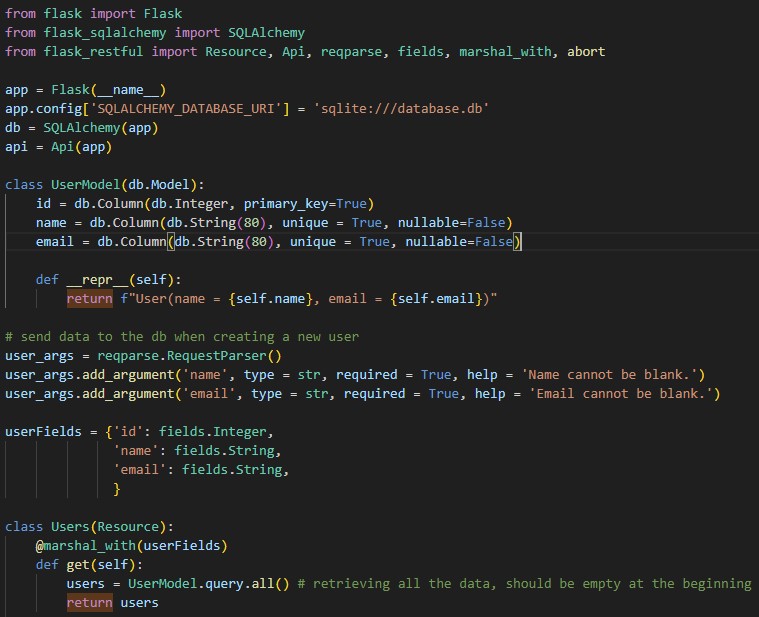 from flask import Flask
from flask_sqlalchemy import SQLAlchemy
from flask_restful import Resource, Api, reqparse, fields, marshal_with, abort

app = Flask(__name__)
app.config['SQLALCHEMY_DATABASE_URI'] = 'sqlite:///database.db'
db = SQLAlchemy(app)
api = Api(app)

class UserModel(db.Model):
    id = db.Column(db.Integer, primary_key=True)
    name = db.Column(db.String(80), unique = True, nullable=False)
    email = db.Column(db.String(80), unique = True, nullable=False)

    def __repr__(self):
        return f"User(name = {self.name}, email = {self.email})"

# send data to the db when creating a new user
user_args = reqparse.RequestParser()
user_args.add_argument('name', type = str, required = True, help = 'Name cannot be blank.')
user_args.add_argument('email', type = str, required = True, help = 'Email cannot be blank.')

userFields = {'id': fields.Integer,
              'name': fields.String,
              'email': fields.String,
              }

class Users(Resource):
    @marshal_with(userFields)
    def get(self):
        users = UserModel.query.all() # retrieving all the data, should be empty at the beginning
        return users